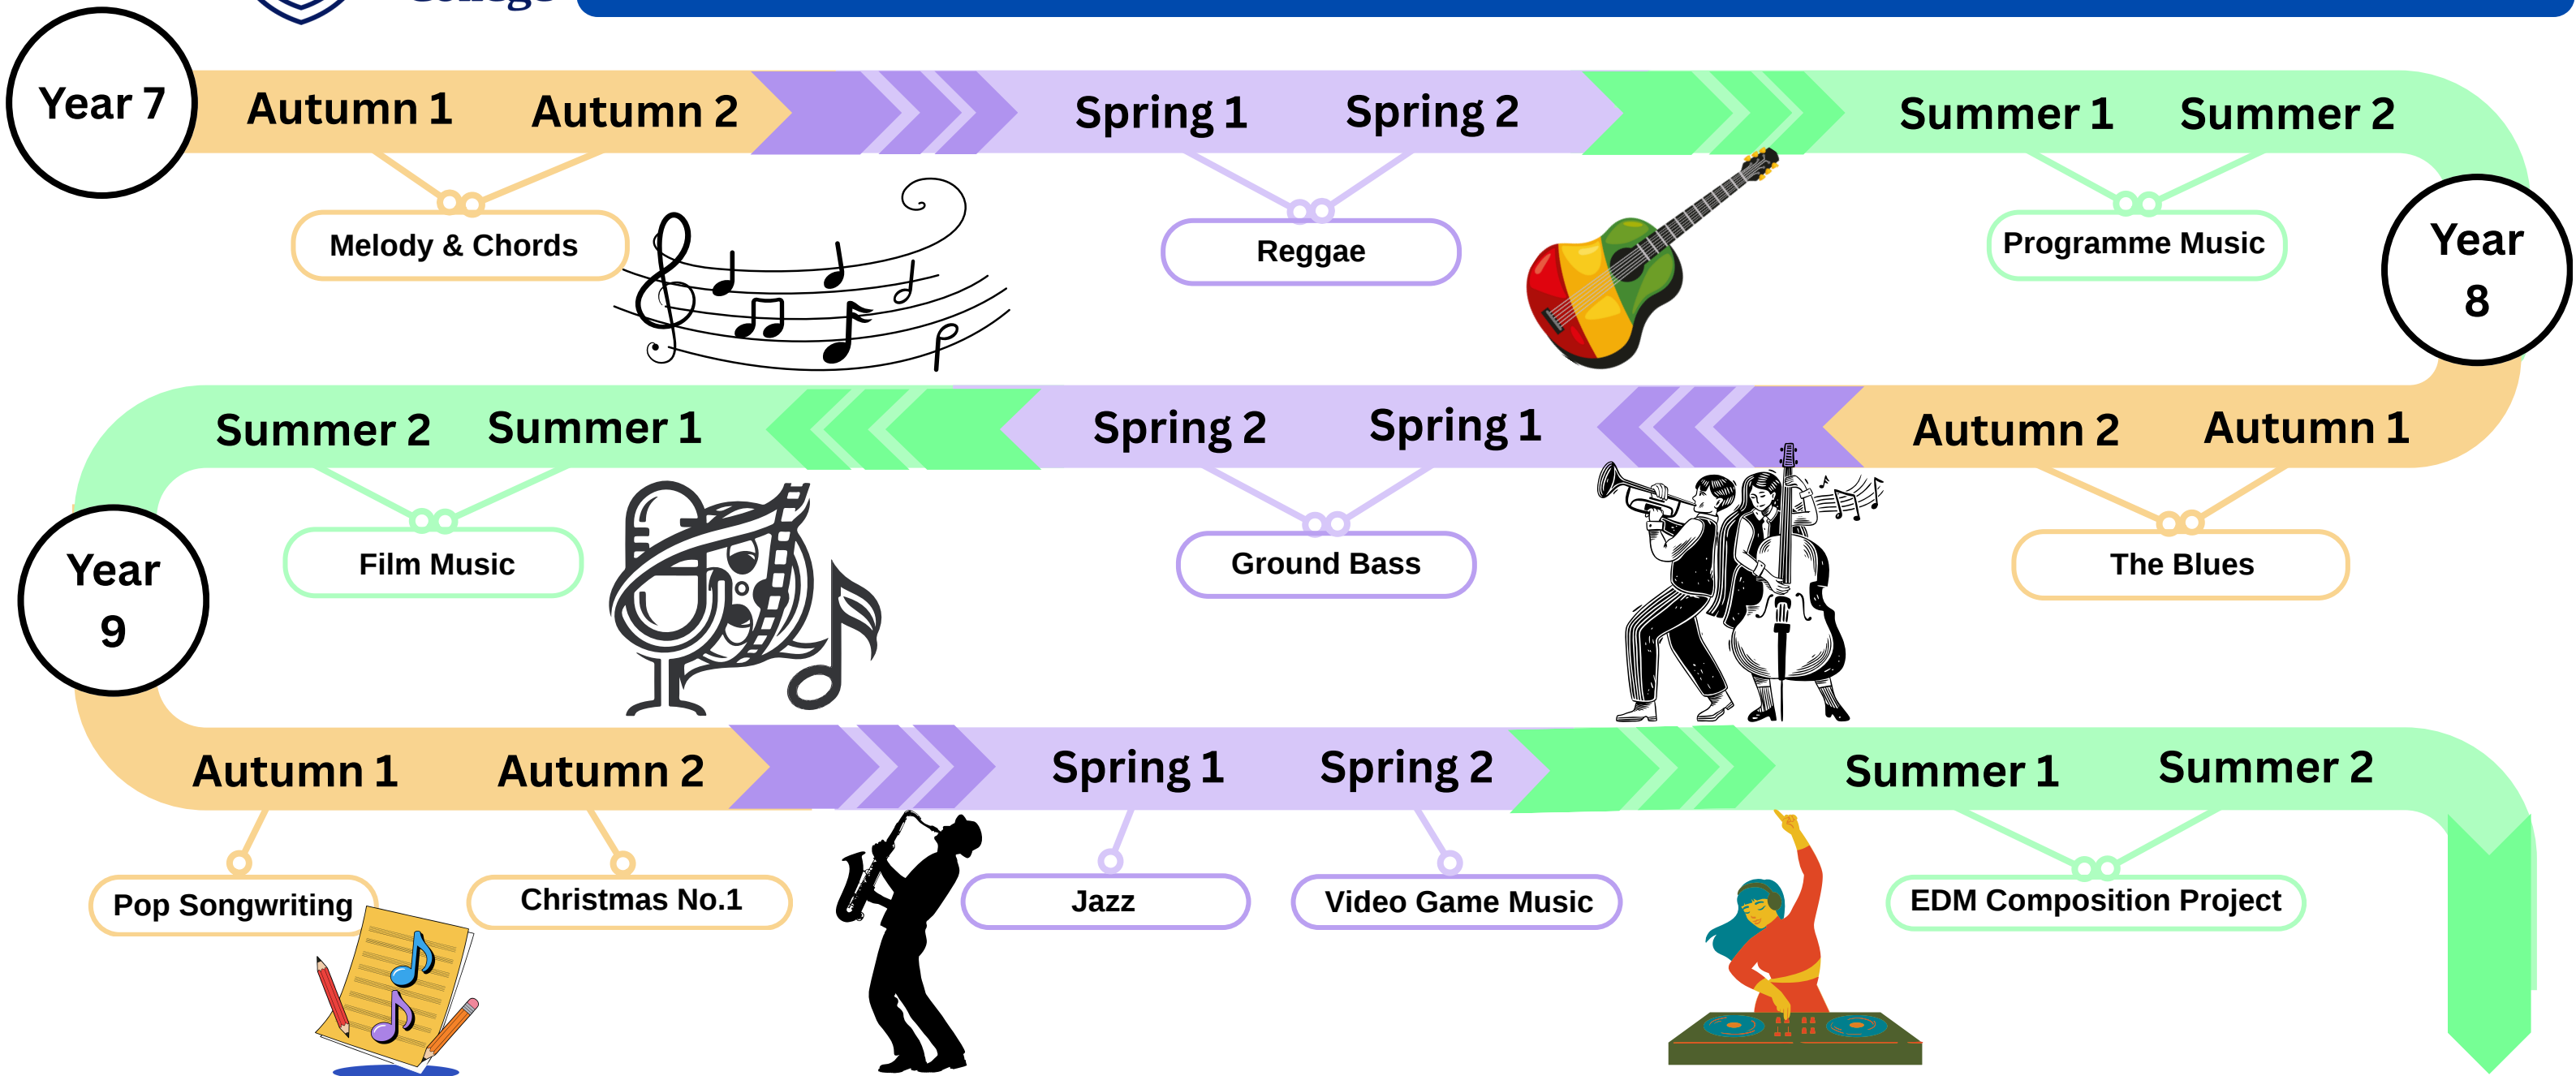 College
Year 7
Autumn 1 Autumn 2 Spring 1 Spring 2 Summer 1 Summer 2
Melody & Chords Reggae Programme Music
Year
8
Summer 2 Summer 1 Spring 2 Spring 1 Autumn 2 Autumn 1
Film Music Ground Bass The Blues
Year
9
Autumn 1 Autumn 2 Spring 1 Spring 2 Summer 1 Summer 2
Pop Songwriting Christmas No.1 Jazz Video Game Music EDM Composition Project